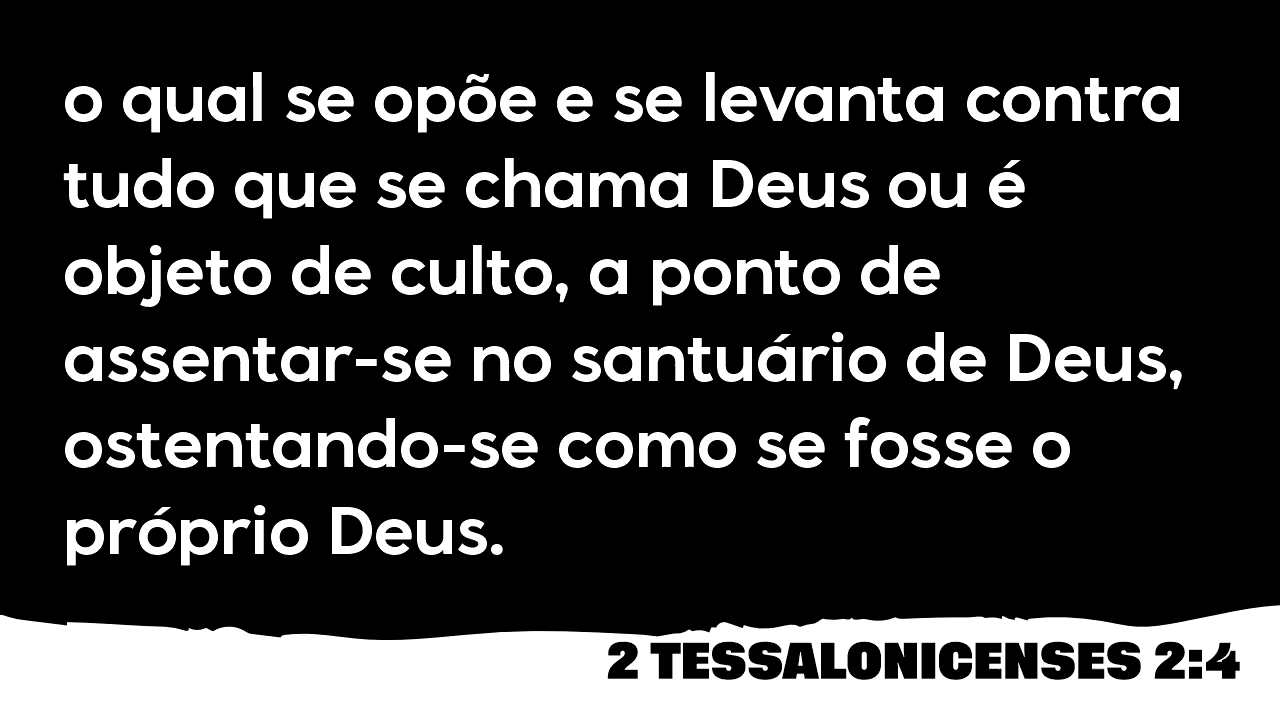 o qual se opõe e se levanta contra
tudo que se chama Deus ou é
objeto de culto, a ponto de
assentar-se no santuário de Deus,
ostentando-se como se fosse o
próprio Deus.
2 TESSALONICENSES 2:4